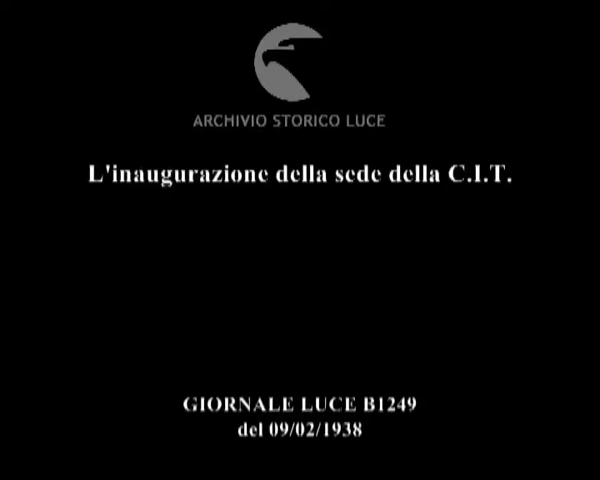 ARCHIVIO STORICO LUCE
L'inaugurazione della sede della C.I.T.
GIORNALE LUCE B1249
del 09/02/1938